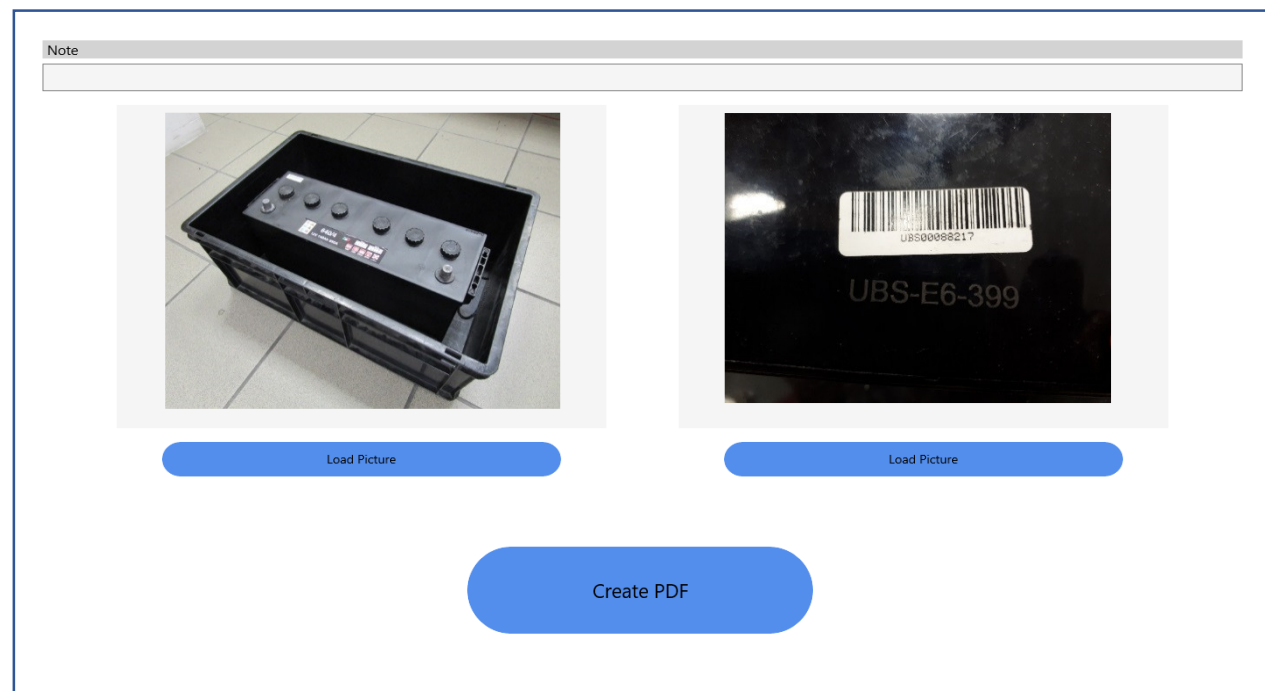 Note
UBS00088217
UBS-E6-399
Load Picture
Load Picture
Create PDF